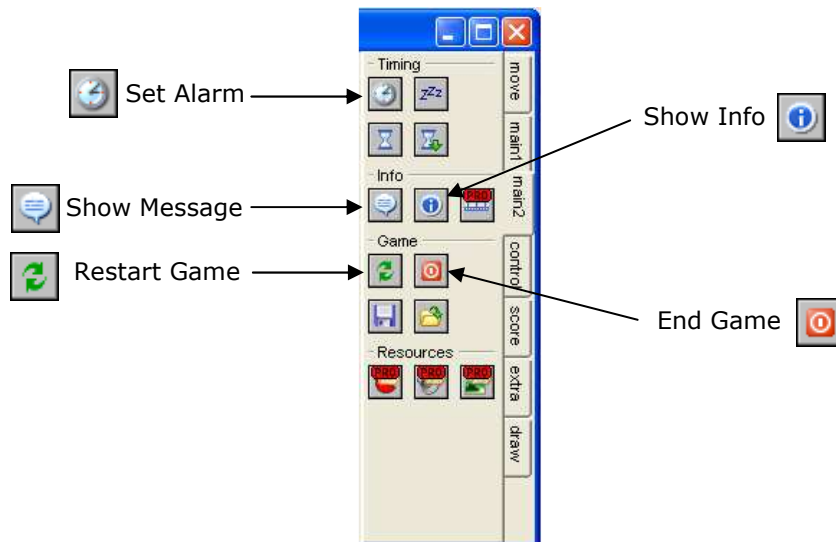 Timing
Set Alarm
zzz
Show Info
Info
PRO
Show Message
Game
Restart Game
End Game
Resources
PRO PRO PRO
move
main1
main2
control
score
extra
draw